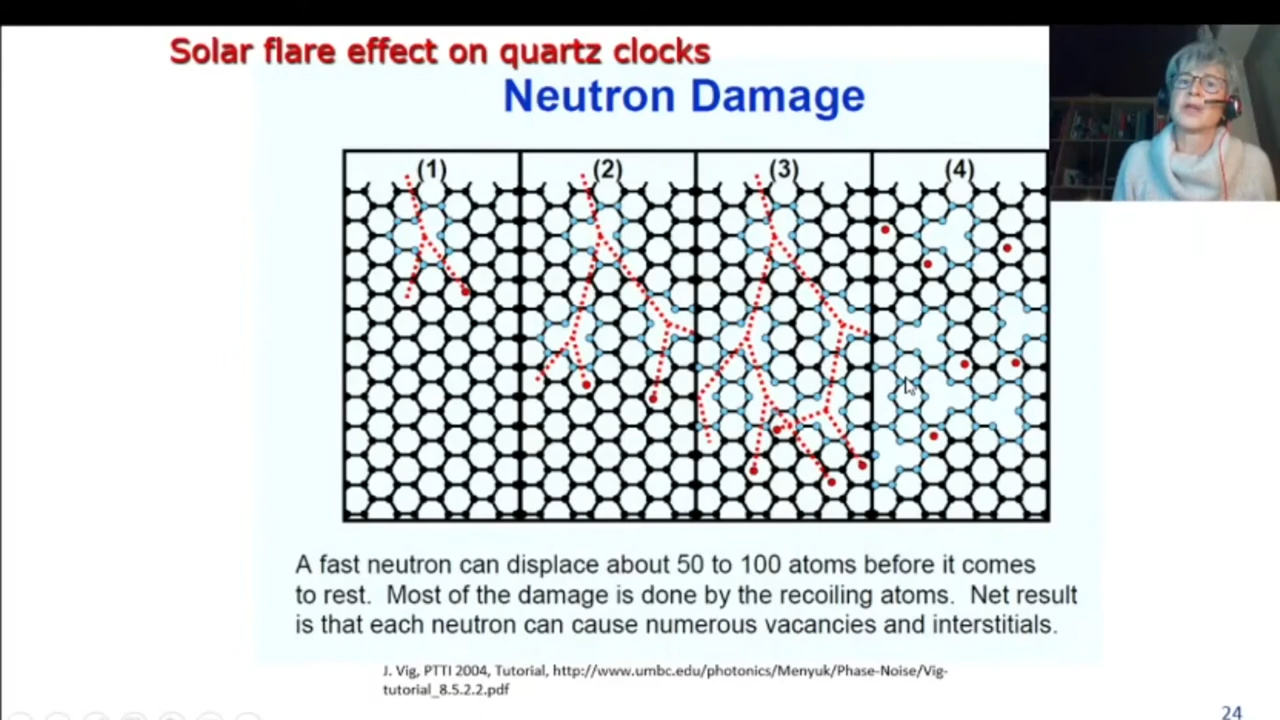 Solar flare effect on quartz clocks
Neutron Damage
(1) (2) (3) (4)
A fast neutron can displace about 50 to 100 atoms before it comes
to rest. Most of the damage is done by the recoiling atoms. Net result
is that each neutron can cause numerous vacancies and interstitials.
J. Vig, PTTI 2004, Tutorial, http://www.umbc.edu/photonics/Menyuk/Phase-Noise/Vig-
tutorial_8.5.2.2.pdf
24